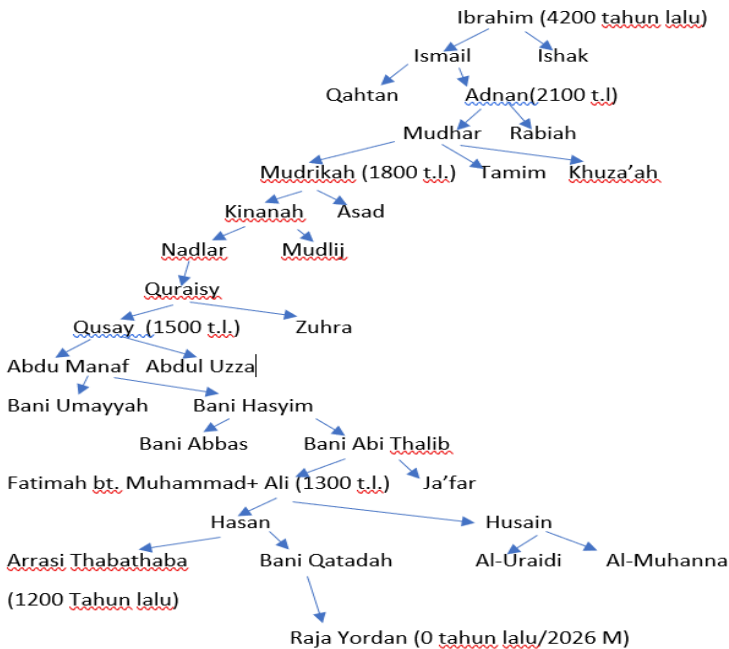 Ibrahim (4200 tahun lalu)
Ismail Ishak
Qahtan Adnan(2100 t.l)
Mudhar Rabiah
Mudrikah (1800 t.l.) Tamim Khuza’ah
Kinanah Asad
Nadlar Mudlij
Quraisy
Qusay (1500 t.l.) Zuhra
Abdu Manaf Abdul Uzza
Bani Umayyah Bani Hasyim
Bani Abbas Bani Abi Thalib
Fatimah bt. Muhammad+ Ali (1300 t.l.) Ja’far
Hasan Husain
Arrasi Thabathaba Bani Qatadah Al-Uraidi Al-Muhanna
(1200 Tahun lalu)
Raja Yordan (0 tahun lalu/2026 M)